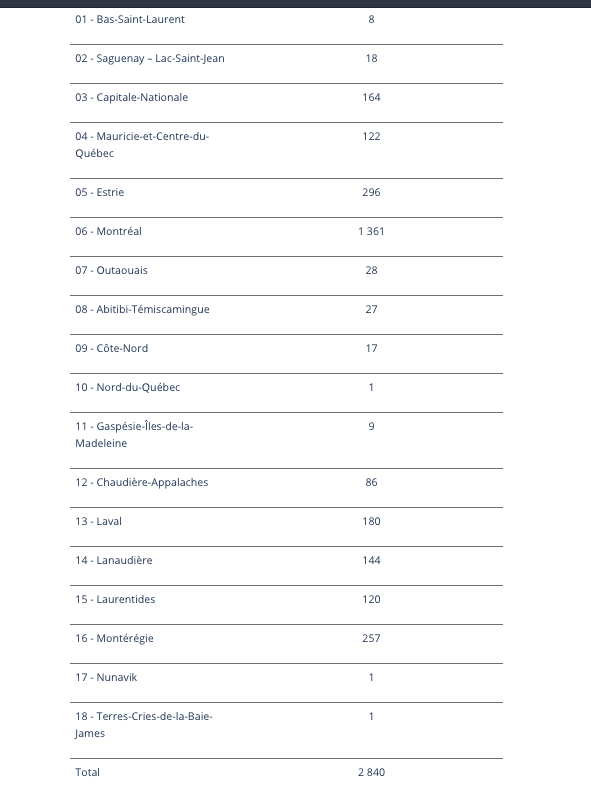 01 - Bas-Saint-Laurent 8
02 - Saguenay – Lac-Saint-Jean 18
03 - Capitale-Nationale 164
04 - Mauricie-et-Centre-du- 122
Québec
05 - Estrie 296
06 - Montréal 1 361
07 - Outaouais 28
08 - Abitibi-Témiscamingue 27
09 - Côte-Nord 17
10 - Nord-du-Québec 1
11 - Gaspésie-Îles-de-la- 9
Madeleine
12 - Chaudière-Appalaches 86
13 - Laval 180
14 - Lanaudière 144
15 - Laurentides 120
16 - Montérégie 257
17 - Nunavik 1
18 - Terres-Cries-de-la-Baie- 1
James
Total 2 840